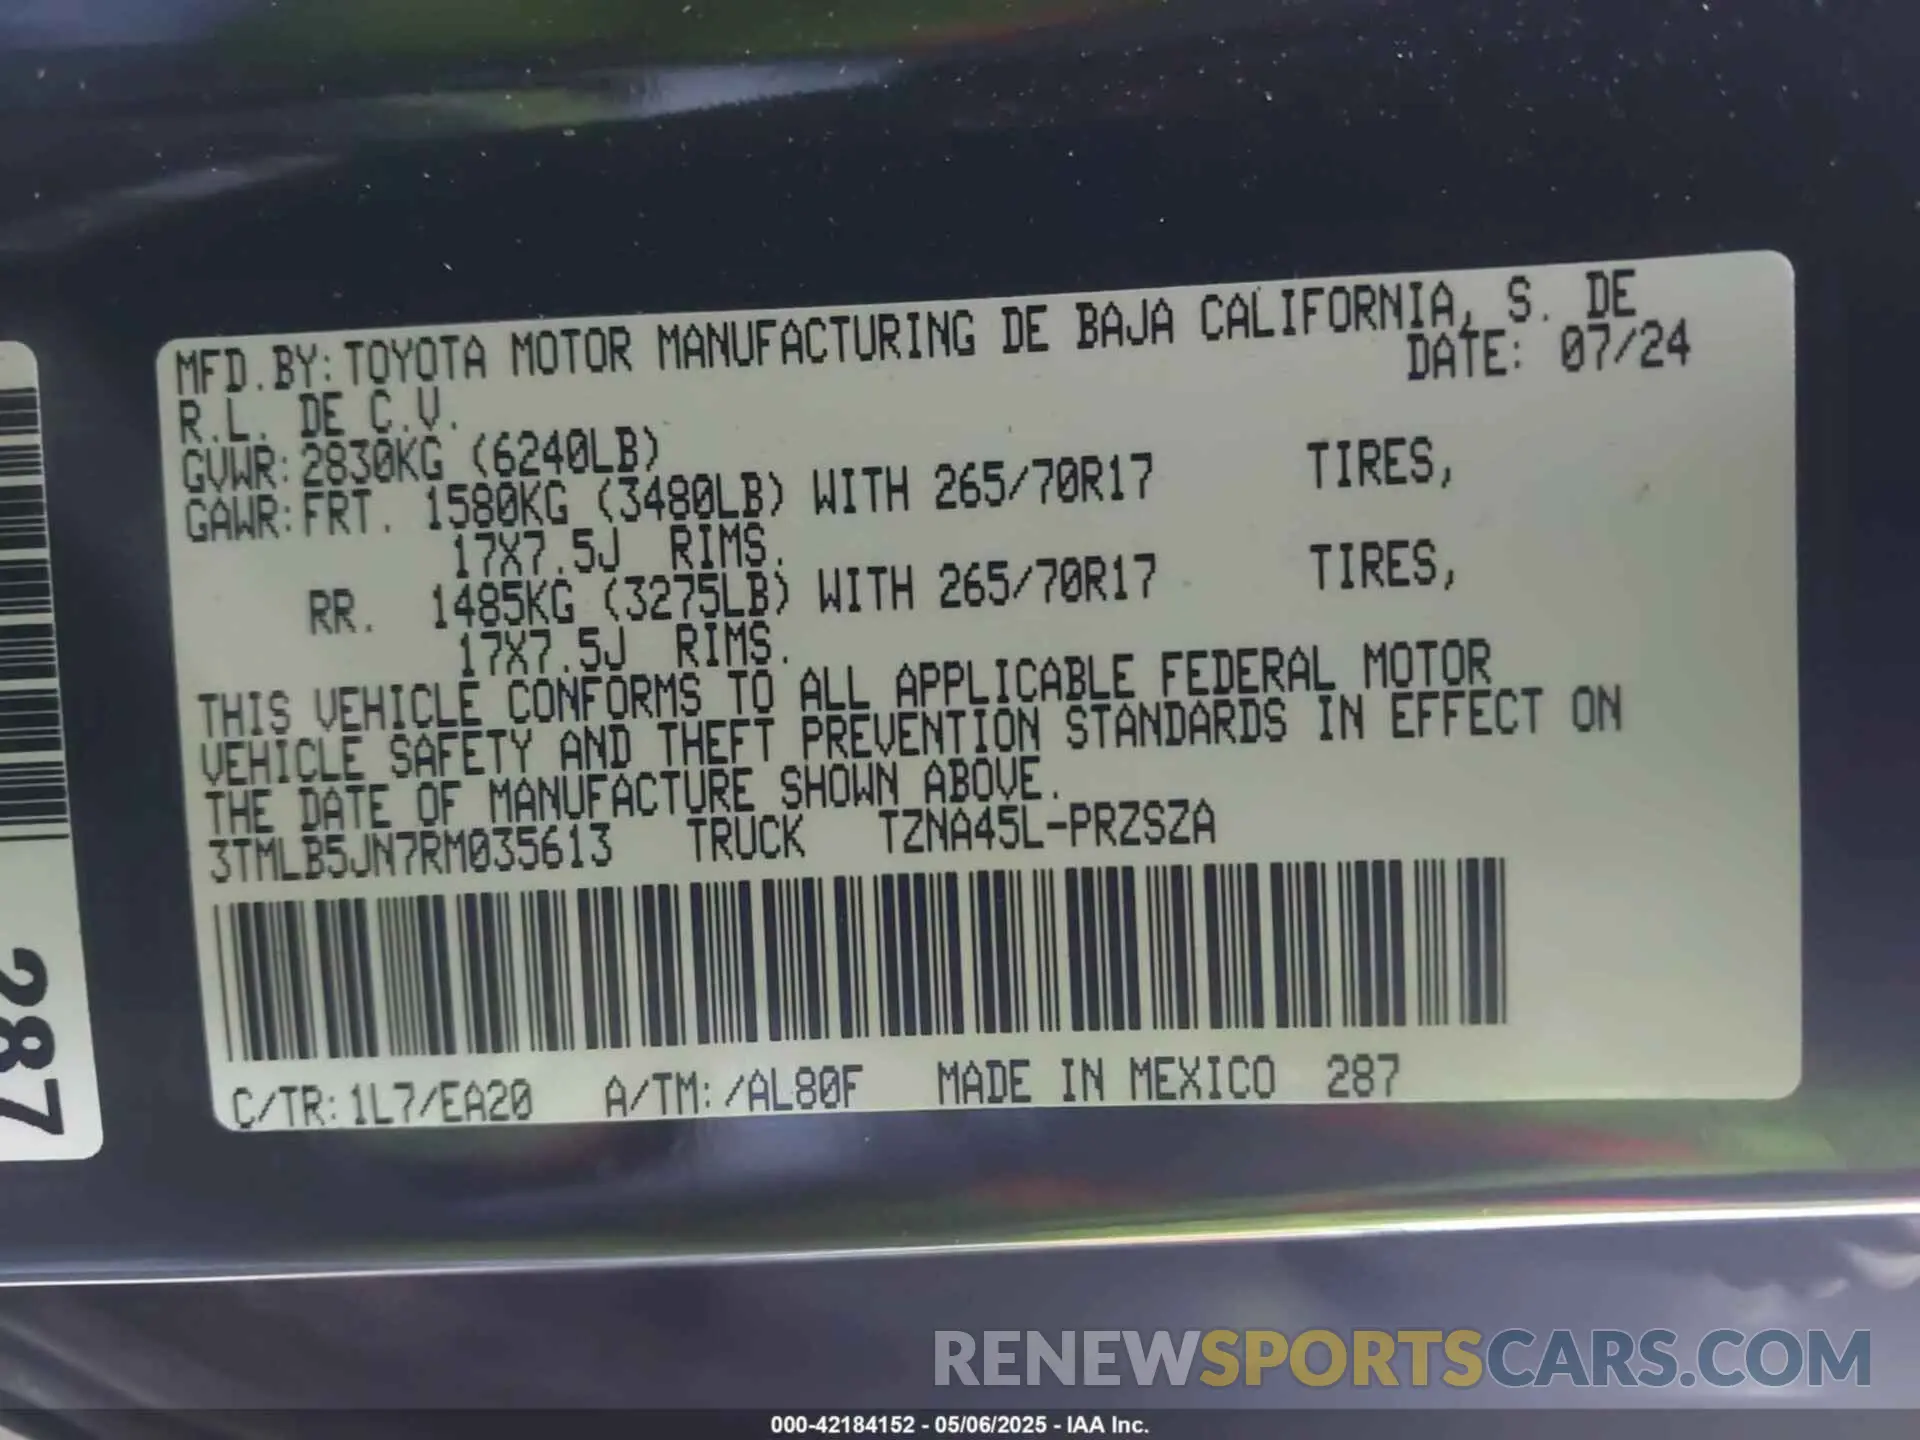 MFD.BY:TOYOTA MOTOR MANUFACTURING DE BAJA CALIFORNIA, S. DE
R.L. DE C.V.
DATE: 07/24
GVWR:2830KG (6240LB)
GAWR:FRT. 1580KG (3480LB) WITH 265/70R17 TIRES,
17X7.5J RIMS.
RR. 1485KG (3275LB) WITH 265/70R17 TIRES,
17X7.5J RIMS.
THIS VEHICLE CONFORMS TO ALL APPLICABLE FEDERAL MOTOR
VEHICLE SAFETY AND THEFT PREVENTION STANDARDS IN EFFECT ON
THE DATE OF MANUFACTURE SHOWN ABOVE.
3TMLB5JN7RM035613 TRUCK TZNA45L-PRZSZA
C/TR:1L7/EA20 A/TM:/AL80F MADE IN MEXICO 287
287
RENEWSPORTSCARS.COM
000-42184152 - 05/06/2025 - IAA Inc.